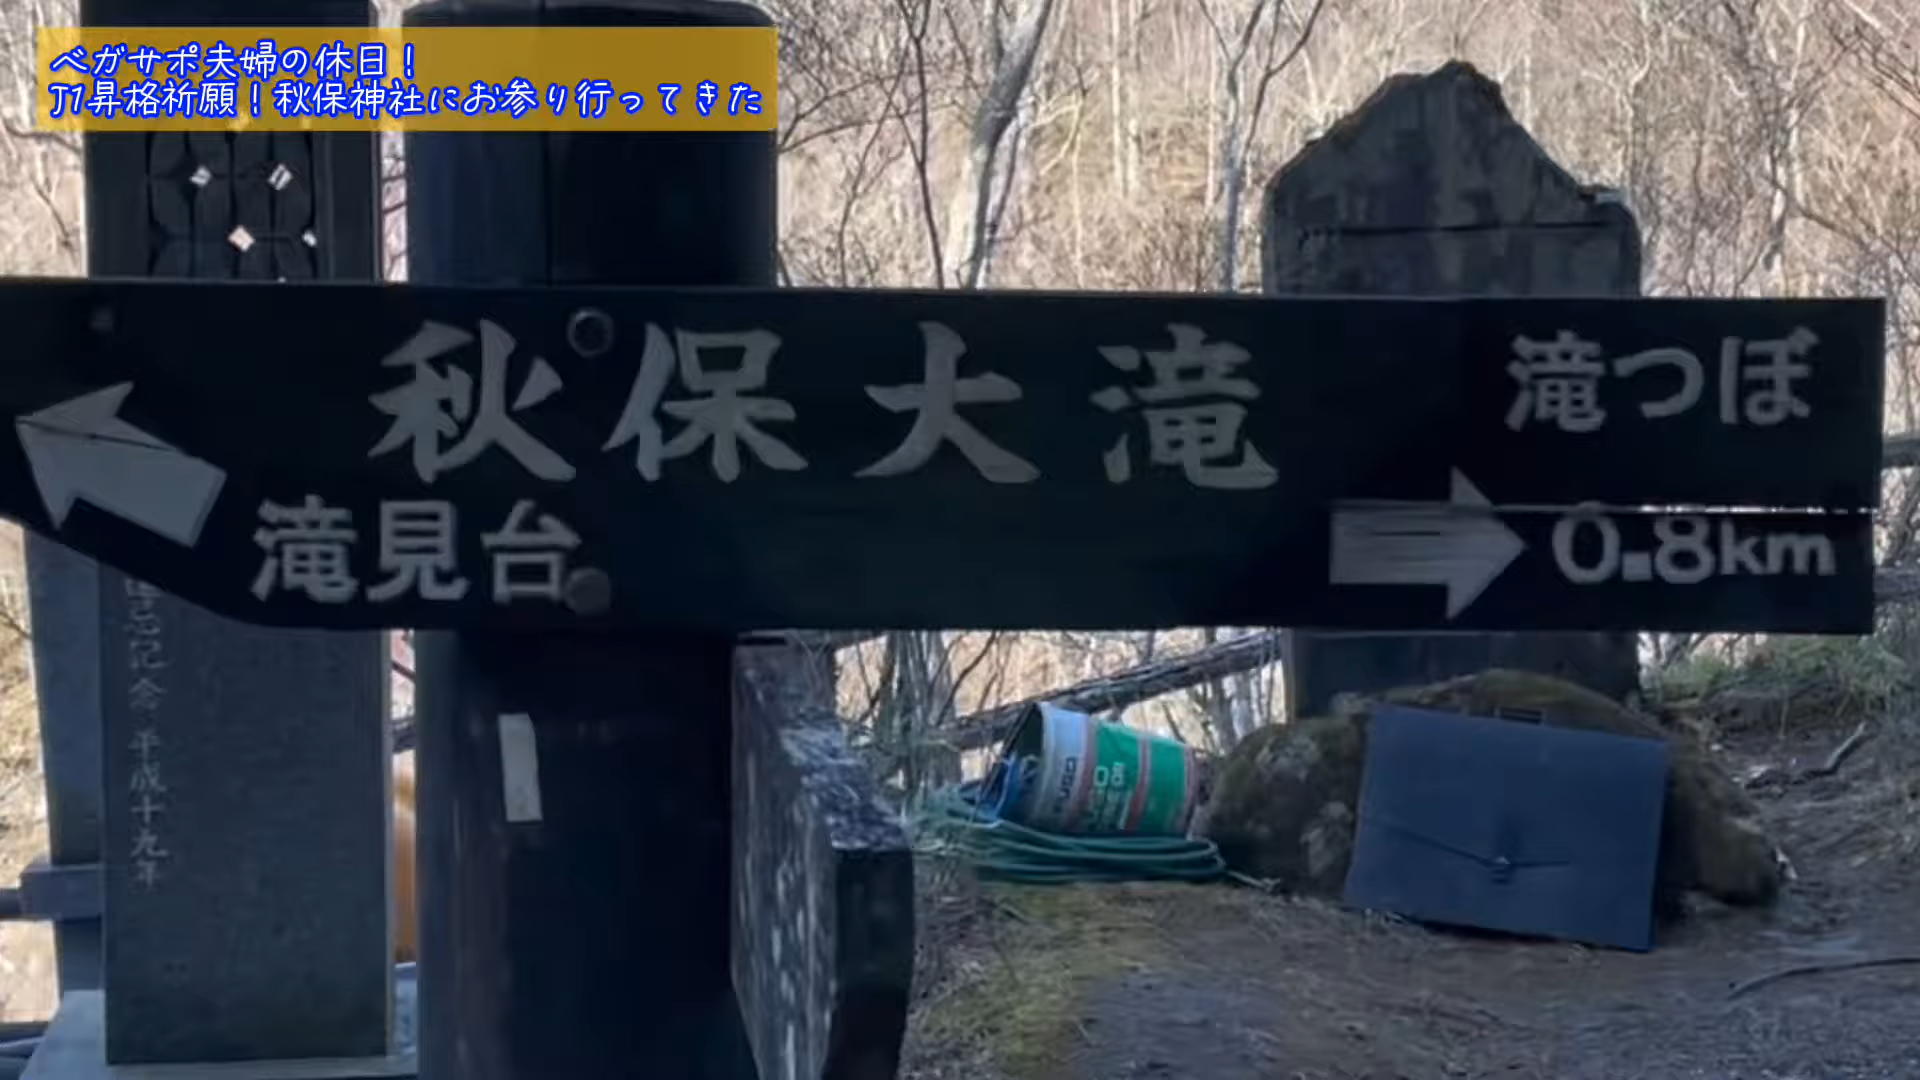 ベガサポ夫婦の休日！
J1昇格祈願！秋保神社にお参り行ってきた
秋保大滝
滝つぼ
滝見台
0.8km
記念 平成十九年
FUSO